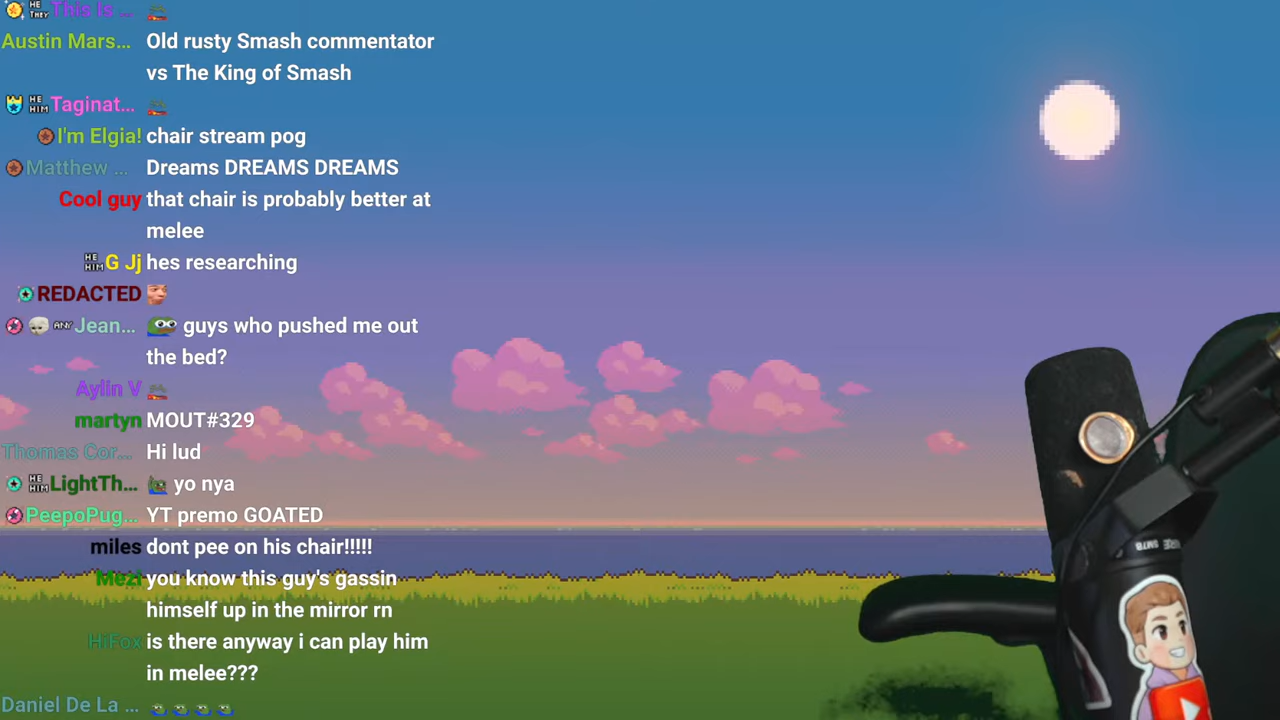 HE THEY This Is ...
Austin Mars... Old rusty Smash commentator
vs The King of Smash
HE HIM Taginat...
I'm Elgia! chair stream pog
Matthew ... Dreams DREAMS DREAMS
Cool guy that chair is probably better at
melee
HE HIM G Jj hes researching
REDACTED
ANY Jean... guys who pushed me out
the bed?
Aylin V
martyn MOUT#329
Thomas Cor... Hi lud
HE HIM LightTh... yo nya
PeepoPug... YT premo GOATED
miles dont pee on his chair!!!!!
Mezi you know this guy's gassin
himself up in the mirror rn
HiFox is there anyway i can play him
in melee???
Daniel De La ...